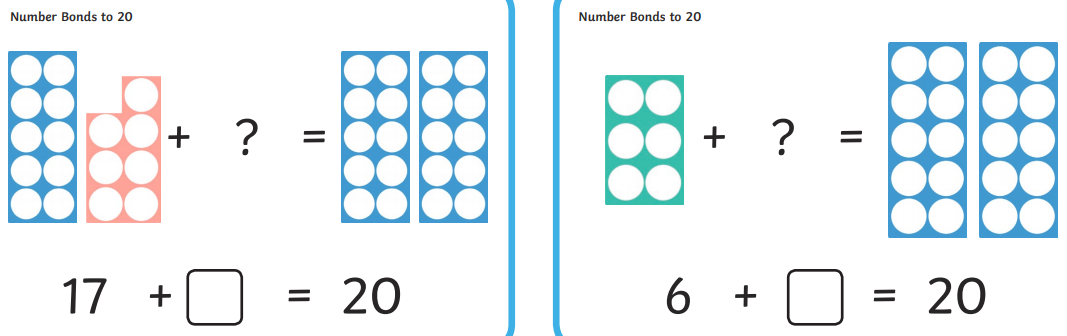 Number Bonds to 20
+ ? =
17 + = 20
Number Bonds to 20
+ ? =
6 + = 20